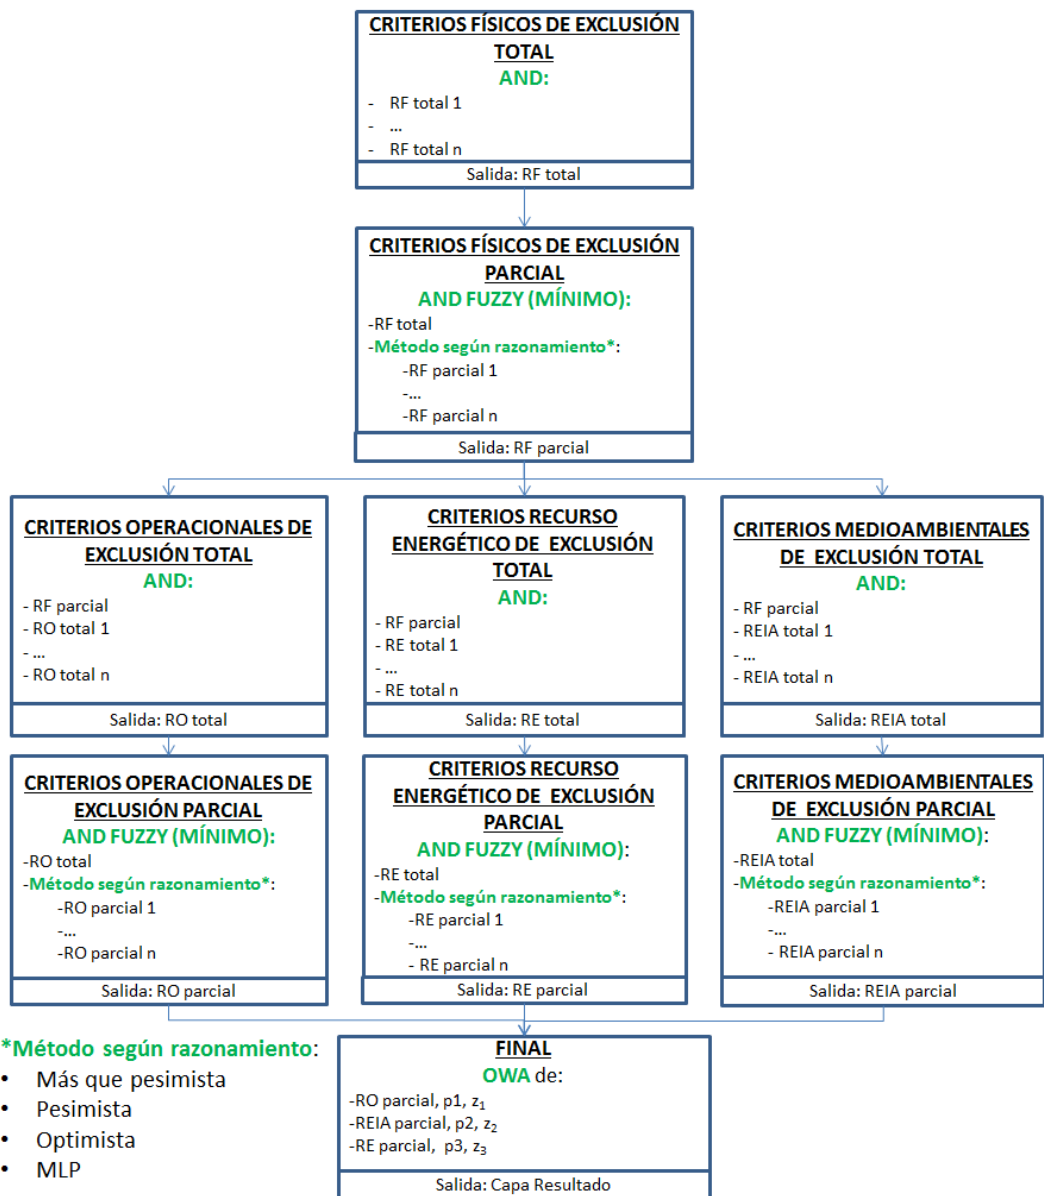 CRITERIOS FÍSICOS DE EXCLUSIÓN
TOTAL
AND:
- RF total 1
- ...
- RF total n
Salida: RF total
CRITERIOS FÍSICOS DE EXCLUSIÓN
PARCIAL
AND FUZZY (MÍNIMO):
-RF total
-Método según razonamiento*:
-RF parcial 1
-...
-RF parcial n
Salida: RF parcial
CRITERIOS OPERACIONALES DE
EXCLUSIÓN TOTAL
AND:
- RF parcial
- RO total 1
- ...
- RO total n
Salida: RO total
CRITERIOS RECURSO
ENERGÉTICO DE EXCLUSIÓN
TOTAL
AND:
- RF parcial
- RE total 1
- ...
- RE total n
Salida: RE total
CRITERIOS MEDIOAMBIENTALES
DE EXCLUSIÓN TOTAL
AND:
- RF parcial
- REIA total 1
- ...
- REIA total n
Salida: REIA total
CRITERIOS OPERACIONALES DE
EXCLUSIÓN PARCIAL
AND FUZZY (MÍNIMO):
-RO total
-Método según razonamiento*:
-RO parcial 1
-...
-RO parcial n
Salida: RO parcial
CRITERIOS RECURSO
ENERGÉTICO DE EXCLUSIÓN
PARCIAL
AND FUZZY (MÍNIMO):
-RE total
-Método según razonamiento*:
-RE parcial 1
-...
- RE parcial n
Salida: RE parcial
CRITERIOS MEDIOAMBIENTALES
DE EXCLUSIÓN PARCIAL
AND FUZZY (MÍNIMO):
-REIA total
-Método según razonamiento*:
-REIA parcial 1
-...
- REIA parcial n
Salida: REIA parcial
*Método según razonamiento:
• Más que pesimista
• Pesimista
• Optimista
• MLP
FINAL
OWA de:
-RO parcial, p1, z₁
-REIA parcial, p2, z₂
-RE parcial, p3, z₃
Salida: Capa Resultado